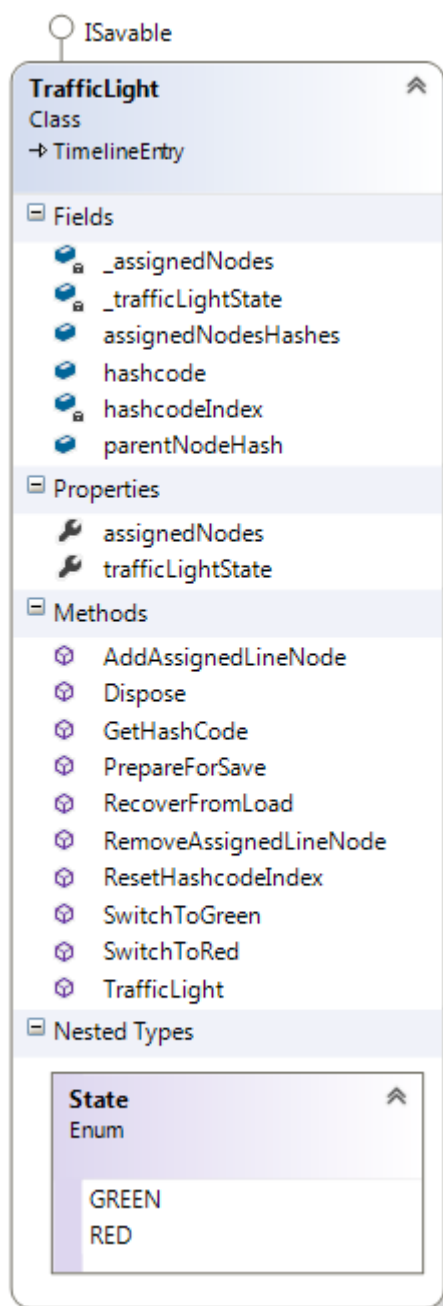 ISavable
TrafficLight
Class
TimelineEntry
Fields
_assignedNodes
_trafficLightState
assignedNodesHashes
hashcode
hashcodeIndex
parentNodeHash
Properties
assignedNodes
trafficLightState
Methods
AddAssignedLineNode
Dispose
GetHashCode
PrepareForSave
RecoverFromLoad
RemoveAssignedLineNode
ResetHashcodeIndex
SwitchToGreen
SwitchToRed
TrafficLight
Nested Types
State
Enum
GREEN
RED